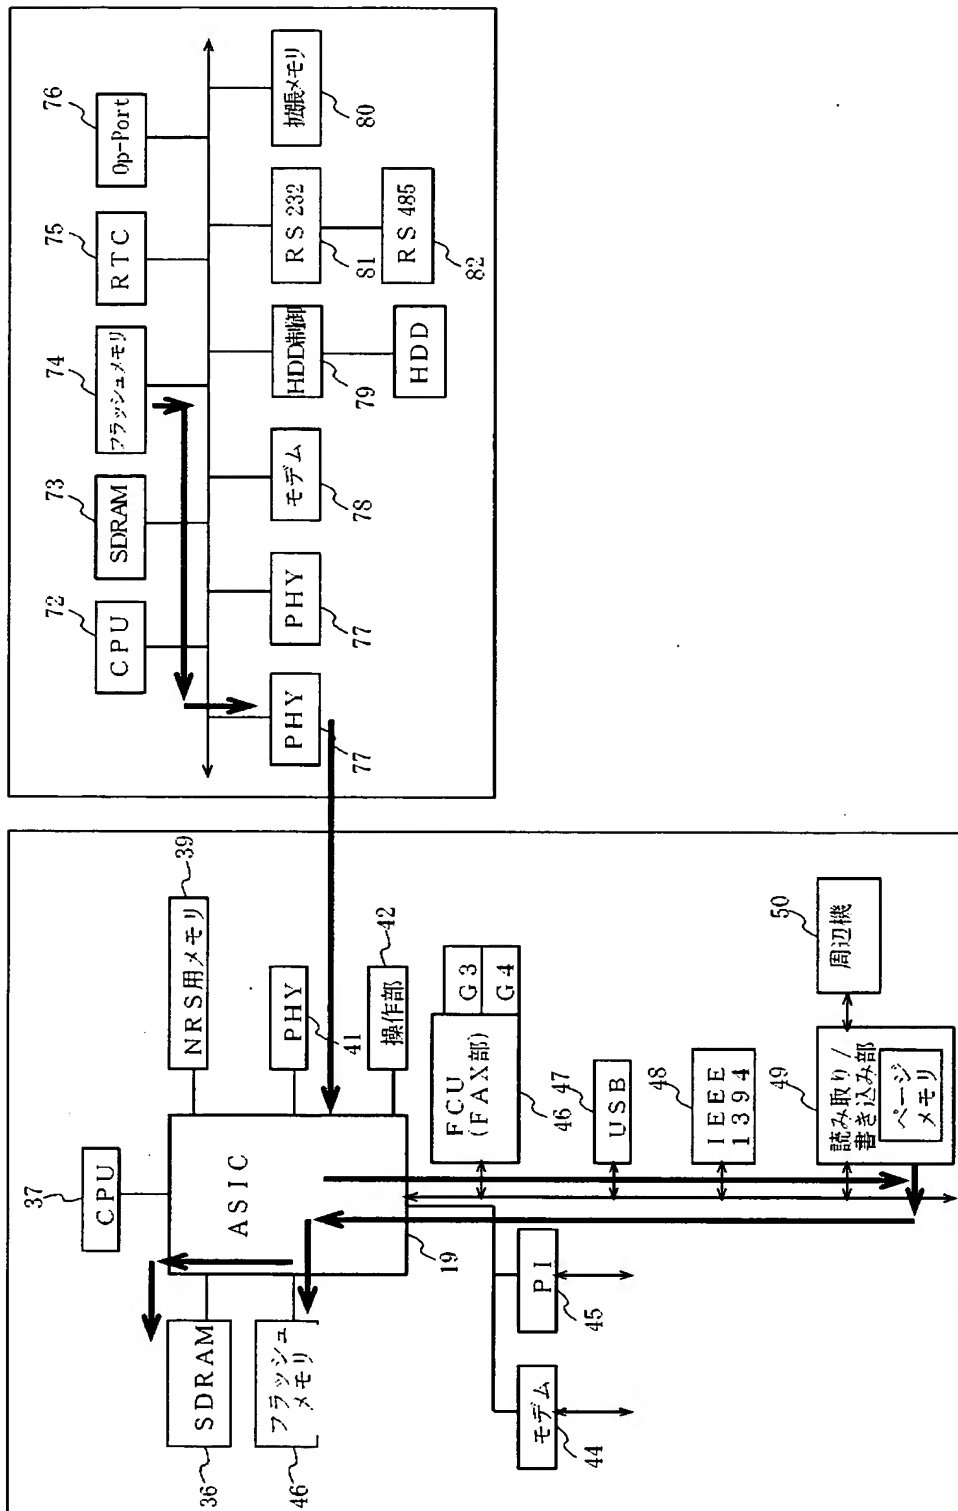 37
CPU
SDRAM
36
フラッシュ
メモリ
46
ASIC
19
NRS用メモリ
39
PHY
41
操作部
42
モデム
44
PI
45
FCU
(FAX部)
G3
G4
46
USB
47
IEEE
1394
48
読み取り/
書き込み部
ページ
メモリ
49
周辺機
50
CPU
72
SDRAM
73
フラッシュメモリ
74
RTC
75
Op-Port
76
PHY
77
PHY
77
モデム
78
HDD制御
79
HDD
RS232
81
RS485
82
拡張メモリ
80